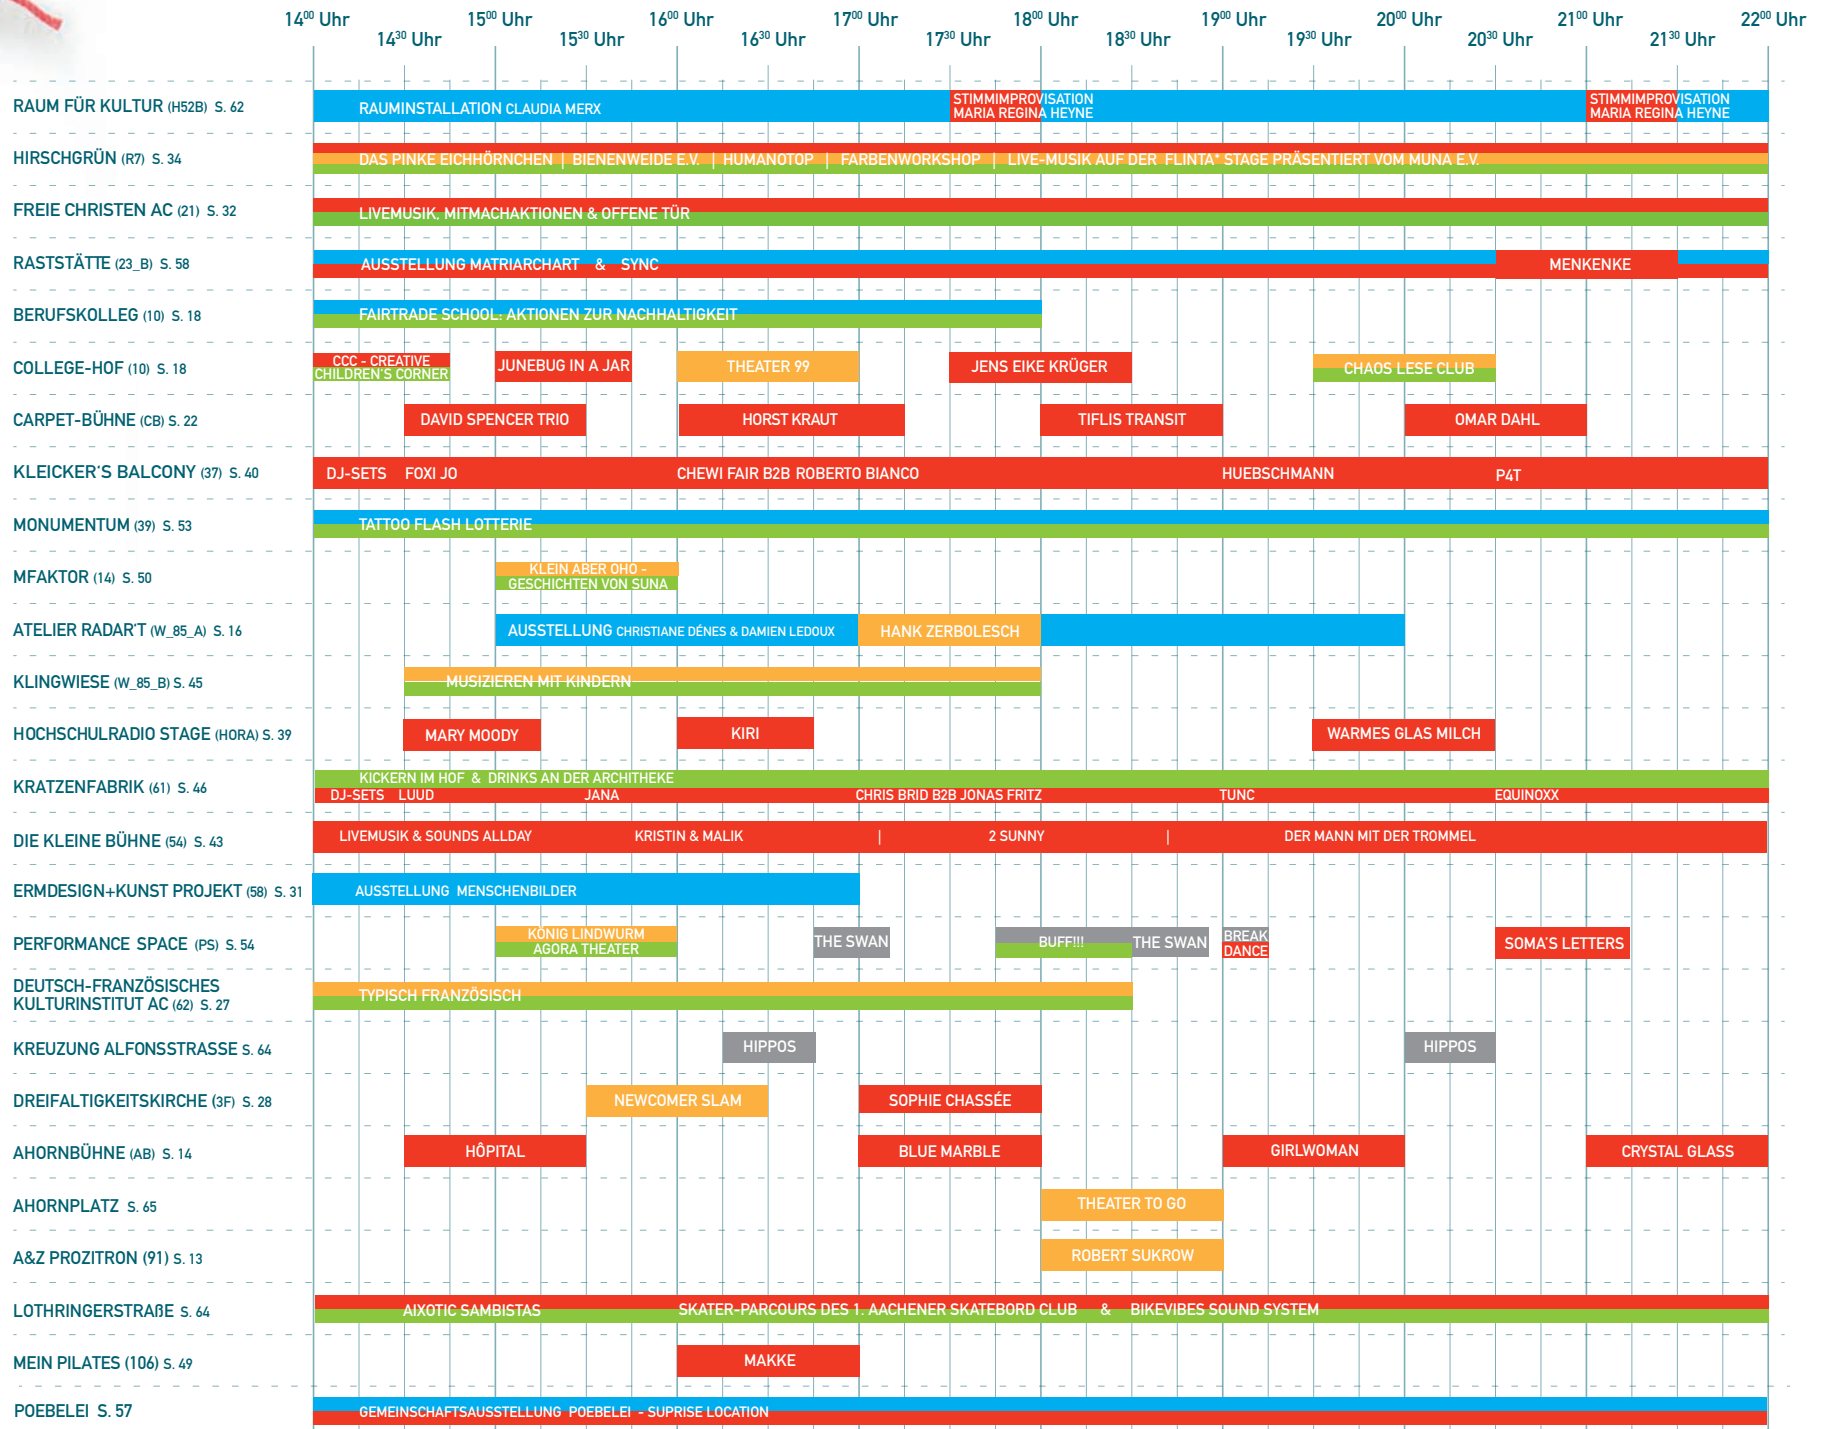 14⁰⁰ Uhr 15⁰⁰ Uhr 16⁰⁰ Uhr 17⁰⁰ Uhr 18⁰⁰ Uhr 19⁰⁰ Uhr 20⁰⁰ Uhr 21⁰⁰ Uhr 22⁰⁰ Uhr
14³⁰ Uhr 15³⁰ Uhr 16³⁰ Uhr 17³⁰ Uhr 18³⁰ Uhr 19³⁰ Uhr 20³⁰ Uhr 21³⁰ Uhr
RAUM FÜR KULTUR (H52B) S. 62
RAUMINSTALLATION CLAUDIA MERX
STIMMIMPROVISATION
MARIA REGINA HEYNE
STIMMIMPROVISATION
MARIA REGINA HEYNE
HIRSCHGRÜN (R7) S. 34
DAS PINKE EICHHÖRNCHEN | BIENENWEIDE E.V. | HUMANOTOP | FARBENWORKSHOP | LIVE-MUSIK AUF DER FLINTA* STAGE PRÄSENTIERT VOM MUNA E.V.
FREIE CHRISTEN AC (21) S. 32
LIVEMUSIK, MITMACHAKTIONEN & OFFENE TÜR
RASTSTÄTTE (23_B) S. 58
AUSSTELLUNG MATRIARCHART & SYNC
MENKENKE
BERUFSKOLLEG (10) S. 18
FAIRTRADE SCHOOL: AKTIONEN ZUR NACHHALTIGKEIT
COLLEGE-HOF (10) S. 18
CCC - CREATIVE
CHILDREN'S CORNER
JUNEBUG IN A JAR
THEATER 99
JENS EIKE KRÜGER
CHAOS LESE CLUB
CARPET-BÜHNE (CB) S. 22
DAVID SPENCER TRIO
HORST KRAUT
TIFLIS TRANSIT
OMAR DAHL
KLEICKER'S BALCONY (37) S. 40
DJ-SETS FOXI JO CHEWI FAIR B2B ROBERTO BIANCO HUEBSCHMANN P4T
MONUMENTUM (39) S. 53
TATTOO FLASH LOTTERIE
MFAKTOR (14) S. 50
KLEIN ABER OHO -
GESCHICHTEN VON SUNA
ATELIER RADAR'T (W_85_A) S. 16
AUSSTELLUNG CHRISTIANE DÉNES & DAMIEN LEDOUX
HANK ZERBOLESCH
KLINGWIESE (W_85_B) S. 45
MUSIZIEREN MIT KINDERN
HOCHSCHULRADIO STAGE (HORA) S. 39
MARY MOODY
KIRI
WARMES GLAS MILCH
KRATZENFABRIK (61) S. 46
KICKERN IM HOF & DRINKS AN DER ARCHITHEKE
DJ-SETS LUUD JANA CHRIS BRID B2B JONAS FRITZ TUNC EQUINOXX
DIE KLEINE BÜHNE (54) S. 43
LIVEMUSIK & SOUNDS ALLDAY KRISTIN & MALIK | 2 SUNNY | DER MANN MIT DER TROMMEL
ERMDESIGN+KUNST PROJEKT (58) S. 31
AUSSTELLUNG MENSCHENBILDER
PERFORMANCE SPACE (PS) S. 54
KÖNIG LINDWURM
AGORA THEATER
THE SWAN
BUFF!!!
THE SWAN
BREAK
DANCE
SOMA'S LETTERS
DEUTSCH-FRANZÖSISCHES
KULTURINSTITUT AC (62) S. 27
TYPISCH FRANZÖSISCH
KREUZUNG ALFONSSTRASSE S. 64
HIPPOS
HIPPOS
DREIFALTIGKEITSKIRCHE (3F) S. 28
NEWCOMER SLAM
SOPHIE CHASSÉE
AHORNBÜHNE (AB) S. 14
HÔPITAL
BLUE MARBLE
GIRLWOMAN
CRYSTAL GLASS
AHORNPLATZ S. 65
THEATER TO GO
A&Z PROZITRON (91) S. 13
ROBERT SUKROW
LOTHRINGERSTRAßE S. 64
AIXOTIC SAMBISTAS SKATER-PARCOURS DES 1. AACHENER SKATEBORD CLUB & BIKEVIBES SOUND SYSTEM
MEIN PILATES (106) S. 49
MAKKE
POEBELEI S. 57
GEMEINSCHAFTSAUSSTELLUNG POEBELEI - SUPRISE LOCATION